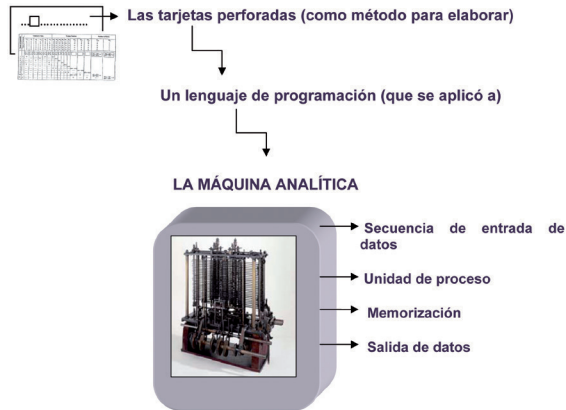 Las tarjetas perforadas (como método para elaborar)
Un lenguaje de programación (que se aplicó a)
LA MÁQUINA ANALÍTICA
Secuencia de entrada de
datos
Unidad de proceso
Memorización
Salida de datos